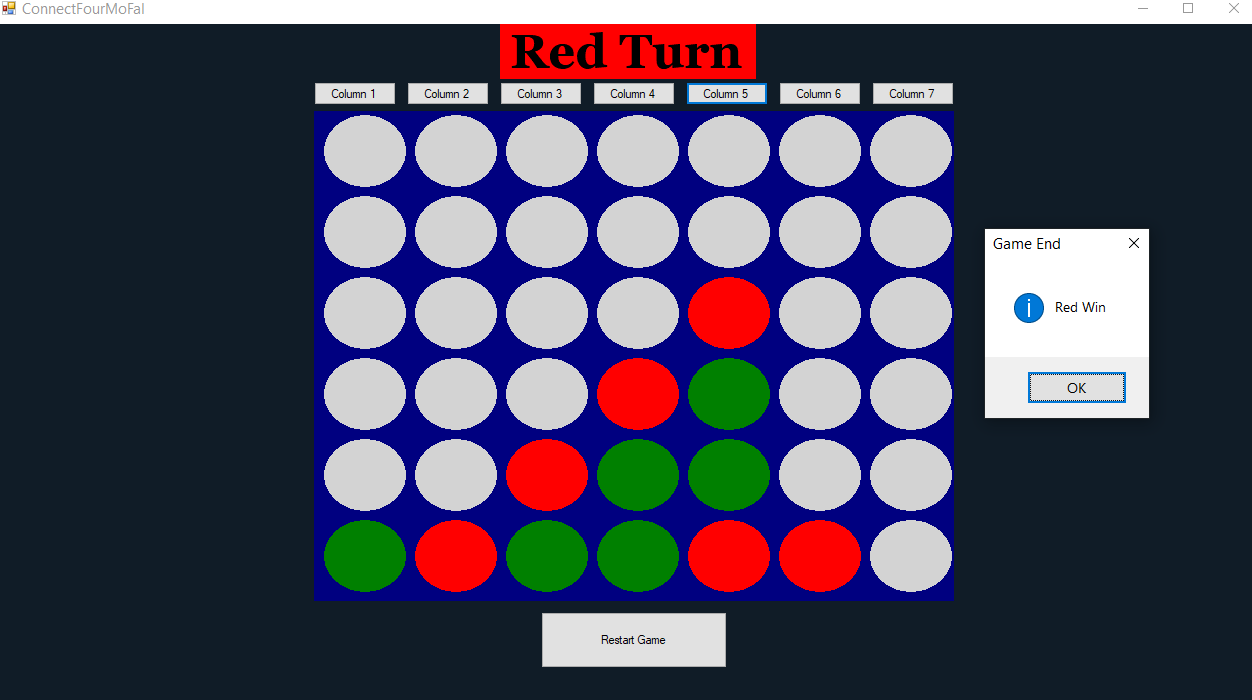 ConnectFourMoFal
Red Turn
Column 1 Column 2 Column 3 Column 4 Column 5 Column 6 Column 7
Game End
Red Win
OK
Restart Game